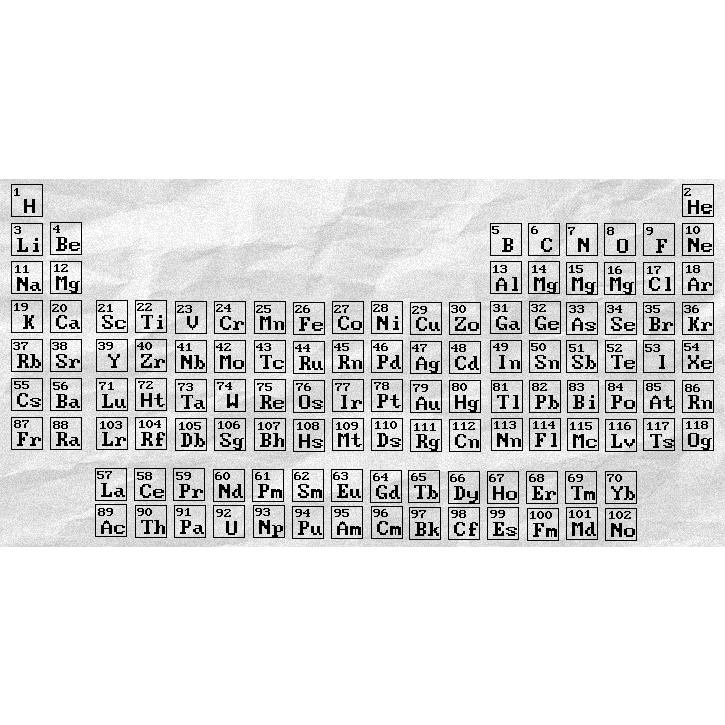 1 H 2 He
3 Li 4 Be 5 B 6 C 7 N 8 O 9 F 10 Ne
11 Na 12 Mg 13 Al 14 Mg 15 Mg 16 Mg 17 Cl 18 Ar
19 K 20 Ca 21 Sc 22 Ti 23 V 24 Cr 25 Mn 26 Fe 27 Co 28 Ni 29 Cu 30 Zo 31 Ga 32 Ge 33 As 34 Se 35 Br 36 Kr
37 Rb 38 Sr 39 Y 40 Zr 41 Nb 42 Mo 43 Tc 44 Ru 45 Rn 46 Pd 47 Ag 48 Cd 49 In 50 Sn 51 Sb 52 Te 53 I 54 Xe
55 Cs 56 Ba 71 Lu 72 Ht 73 Ta 74 W 75 Re 76 Os 77 Ir 78 Pt 79 Au 80 Hg 81 Tl 82 Pb 83 Bi 84 Po 85 At 86 Rn
87 Fr 88 Ra 103 Lr 104 Rf 105 Db 106 Sg 107 Bh 108 Hs 109 Mt 110 Ds 111 Rg 112 Cn 113 Nn 114 Fl 115 Mc 116 Lv 117 Ts 118 Og
57 La 58 Ce 59 Pr 60 Nd 61 Pm 62 Sm 63 Eu 64 Gd 65 Tb 66 Dy 67 Ho 68 Er 69 Tm 70 Yb
89 Ac 90 Th 91 Pa 92 U 93 Np 94 Pu 95 Am 96 Cm 97 Bk 98 Cf 99 Es 100 Fm 101 Md 102 No